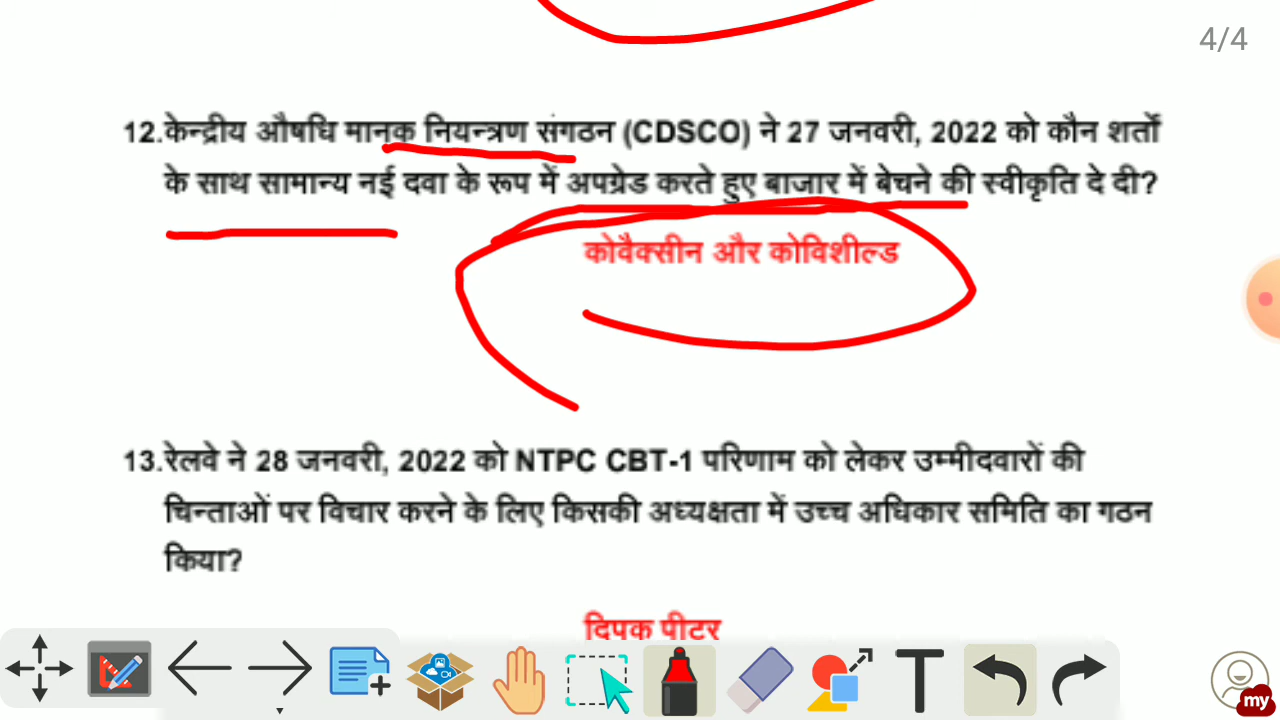 4/4
12.केन्द्रीय औषधि मानक नियन्त्रण संगठन (CDSCO) ने 27 जनवरी, 2022 को कौन शर्तों
के साथ सामान्य नई दवा के रूप में अपग्रेड करते हुए बाजार में बेचने की स्वीकृति दे दी?
कोवैक्सीन और कोविशील्ड
13.रेलवे ने 28 जनवरी, 2022 को NTPC CBT-1 परिणाम को लेकर उम्मीदवारों की
चिन्ताओं पर विचार करने के लिए किसकी अध्यक्षता में उच्च अधिकार समिति का गठन
किया?
दिपक पीटर
T
my